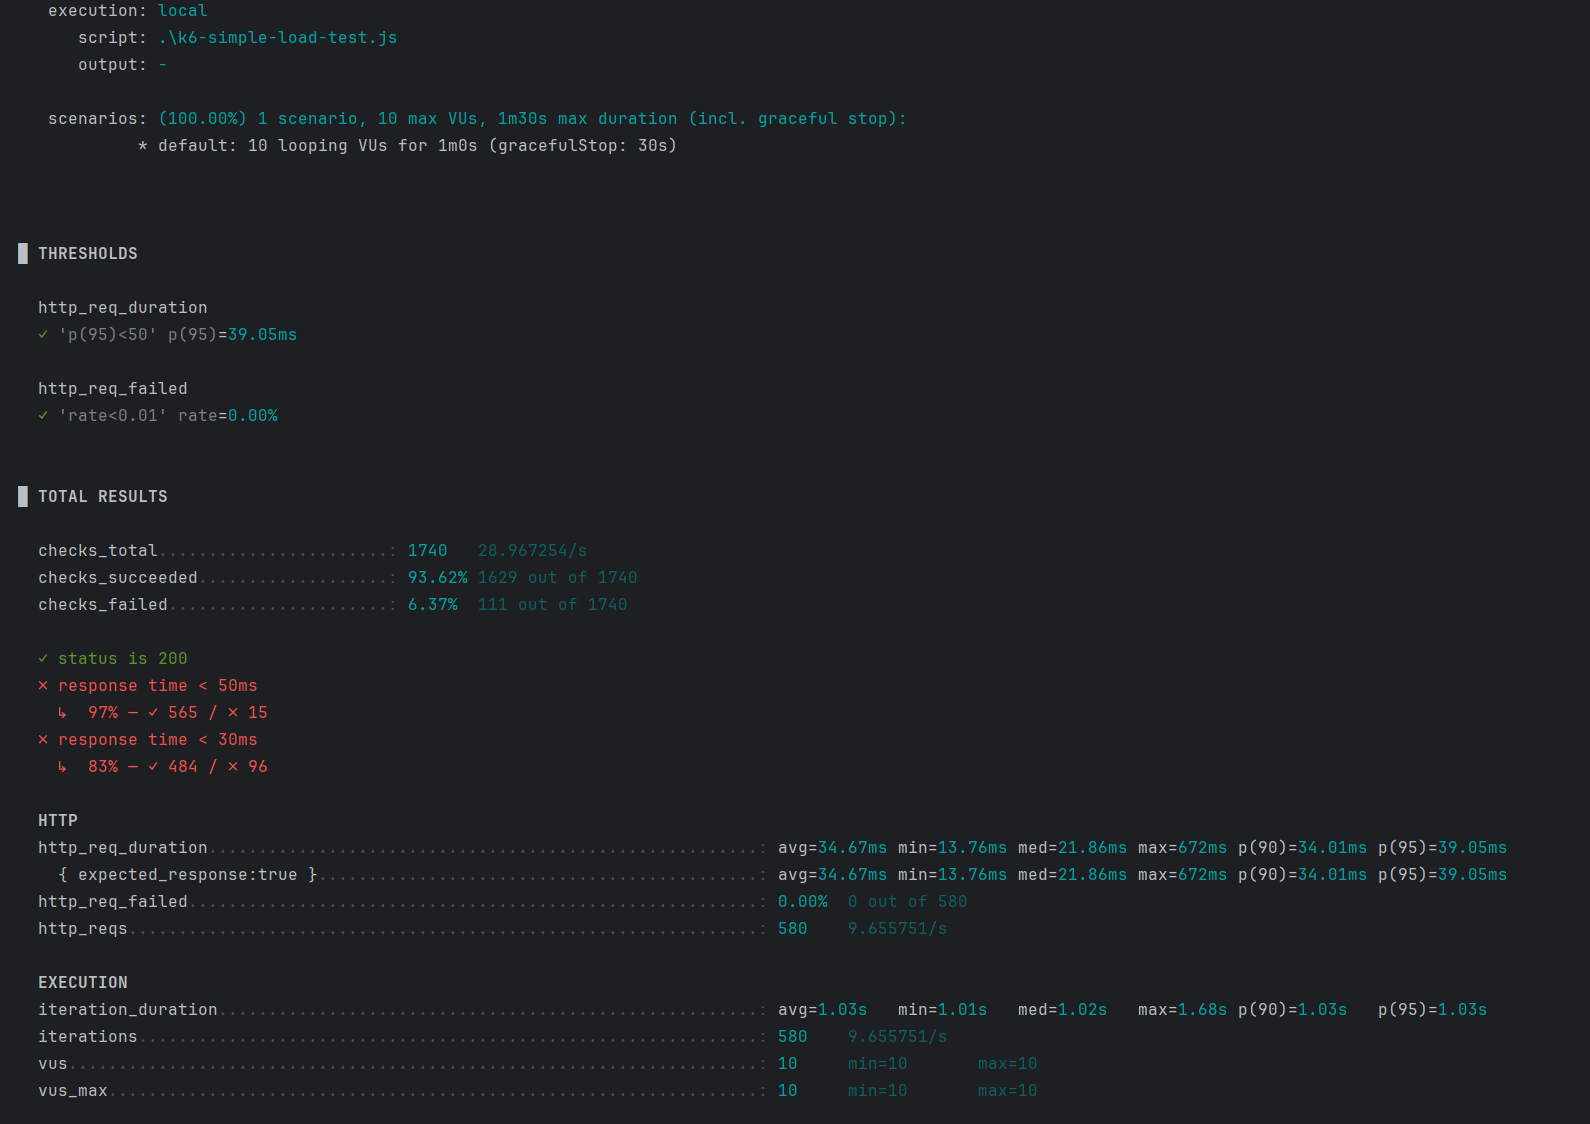 execution: local
script: .\k6-simple-load-test.js
output: -
scenarios: (100.00%) 1 scenario, 10 max VUs, 1m30s max duration (incl. graceful stop):
* default: 10 looping VUs for 1m0s (gracefulStop: 30s)
█ THRESHOLDS
http_req_duration
✓ 'p(95)<50' p(95)=39.05ms
http_req_failed
✓ 'rate<0.01' rate=0.00%
█ TOTAL RESULTS
checks_total.......................: 1740 28.967254/s
checks_succeeded...................: 93.62% 1629 out of 1740
checks_failed......................: 6.37% 111 out of 1740
✓ status is 200
✗ response time < 50ms
↳ 97% — ✓ 565 / ✗ 15
✗ response time < 30ms
↳ 83% — ✓ 484 / ✗ 96
HTTP
http_req_duration.......................................................: avg=34.67ms min=13.76ms med=21.86ms max=672ms p(90)=34.01ms p(95)=39.05ms
{ expected_response:true }............................................: avg=34.67ms min=13.76ms med=21.86ms max=672ms p(90)=34.01ms p(95)=39.05ms
http_req_failed.........................................................: 0.00% 0 out of 580
http_reqs...............................................................: 580 9.655751/s
EXECUTION
iteration_duration......................................................: avg=1.03s min=1.01s med=1.02s max=1.68s p(90)=1.03s p(95)=1.03s
iterations..............................................................: 580 9.655751/s
vus.....................................................................: 10 min=10 max=10
vus_max.................................................................: 10 min=10 max=10